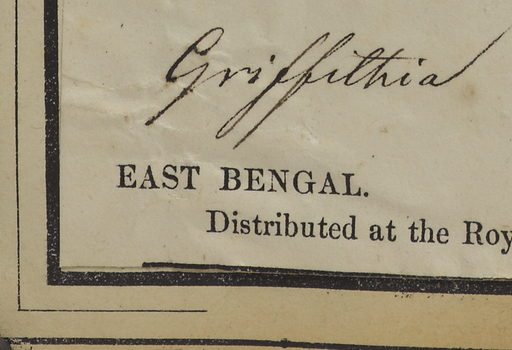 Griffithia
EAST BENGAL.
Distributed at the Roy